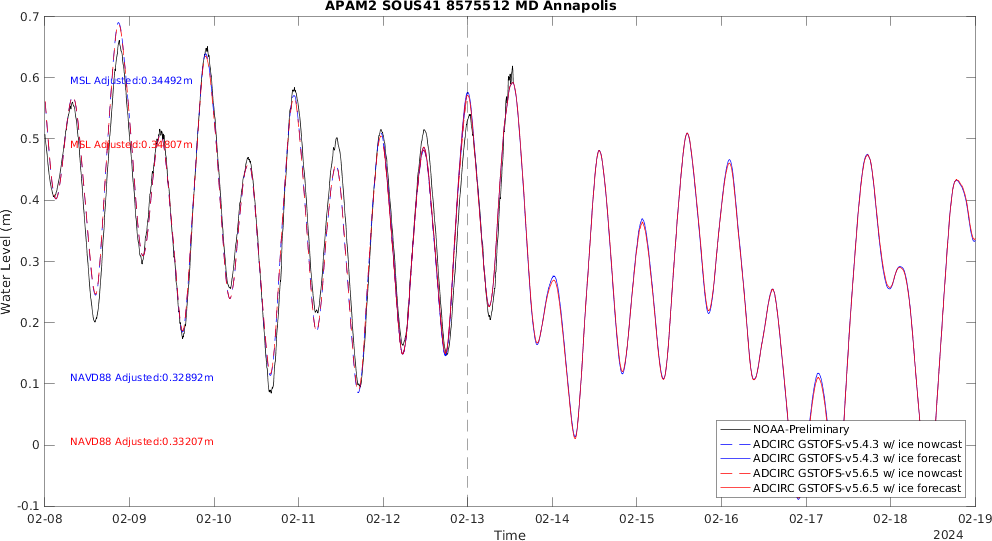 APAM2 SOUS41 8575512 MD Annapolis
0.7
0.6
0.5
0.4
0.3
0.2
0.1
0
-0.1
Water Level (m)
MSL Adjusted:0.34492m
MSL Adjusted:0.34807m
NAVD88 Adjusted:0.32892m
NAVD88 Adjusted:0.33207m
NOAA-Preliminary
ADCIRC GSTOFS-v5.4.3 w/ ice nowcast
ADCIRC GSTOFS-v5.4.3 w/ ice forecast
ADCIRC GSTOFS-v5.6.5 w/ ice nowcast
ADCIRC GSTOFS-v5.6.5 w/ ice forecast
02-08 02-09 02-10 02-11 02-12 02-13 02-14 02-15 02-16 02-17 02-18 02-19
Time
2024